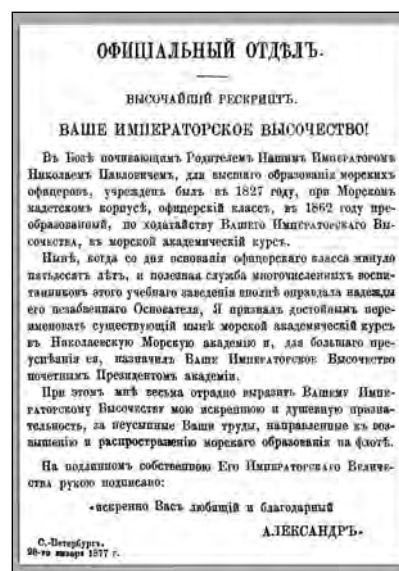 ОФИЦІАЛЬНЫЙ ОТДѢЛЪ.
ВЫСОЧАЙШІЙ РЕСКРИПТЪ.
ВАШЕ ИМПЕРАТОРСКОЕ ВЫСОЧЕСТВО!
Въ Бозѣ почивающимъ Родителемъ Нашимъ Императоромъ
Николаемъ Павловичемъ, для высшаго образованія морскихъ
офицеровъ, учрежденъ былъ въ 1827 году, при Морскомъ
кадетскомъ корпусѣ, офицерскій классъ, въ 1862 году пре-
образованный, по ходатайству Вашего Императорскаго Вы-
сочества, въ морской академическій курсъ.
Нынѣ, когда со дня основанія офицерскаго класса минуло
пятьдесятъ лѣтъ, и полезная служба многочисленныхъ воспи-
танниковъ этого учебнаго заведенія вполнѣ оправдала надежды
его незабвеннаго Основателя, Я призналъ достойнымъ пере-
именовать существующій нынѣ морской академическій курсъ
въ Николаевскую Морскую академію и, для большаго пре-
успѣянія ея, назначилъ Ваше Императорское Высочество
почетнымъ Президентомъ академіи.
При этомъ мнѣ весьма отрадно выразить Вашему Импе-
раторскому Высочеству мою искреннюю и душевную призна-
тельность, за неусыпные Ваши труды, направленные къ воз-
вышенію и распространенію морскаго образованія на флотѣ.
На подлинномъ собственною Его Императорскаго Величе-
ства рукою подписано:
«искренно Васъ любящій и благодарный
АЛЕКСАНДРЪ».
С.-Петербургъ.
28-го января 1877 г.